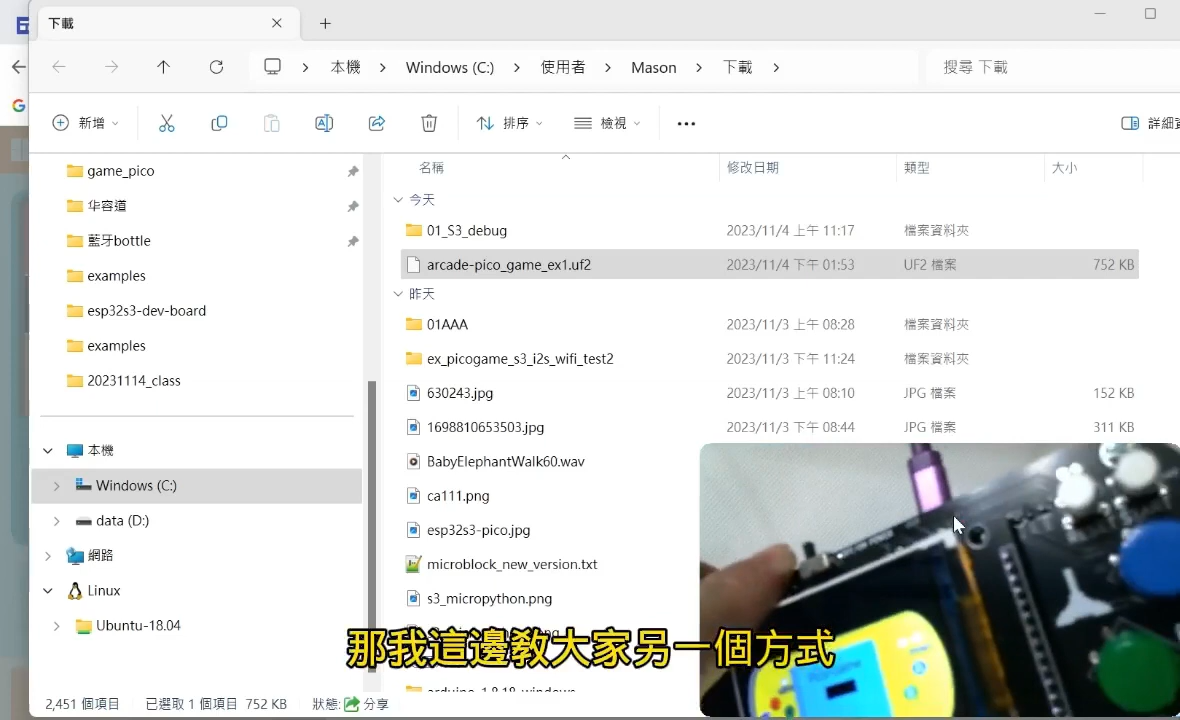 下載
本機 Windows (C:) 使用者 Mason 下載
搜尋 下載
新增 排序 檢視
名稱 修改日期 類型 大小
game_pico
华容道
藍牙bottle
examples
esp32s3-dev-board
examples
20231114_class
本機
Windows (C:)
data (D:)
網路
Linux
Ubuntu-18.04
今天
01_S3_debug 2023/11/4 上午 11:17 檔案資料夾
arcade-pico_game_ex1.uf2 2023/11/4 下午 01:53 UF2 檔案 752 KB
昨天
01AAA 2023/11/3 上午 08:28 檔案資料夾
ex_picogame_s3_i2s_wifi_test2 2023/11/3 下午 11:24 檔案資料夾
630243.jpg 2023/11/3 下午 08:10 JPG 檔案 152 KB
1698810653503.jpg 2023/11/3 下午 08:44 JPG 檔案 311 KB
BabyElephantWalk60.wav
ca111.png
esp32s3-pico.jpg
microblock_new_version.txt
s3_micropython.png
那我這邊教大家另一個方式
2,451 個項目 已選取 1 個項目 752 KB 狀態: 分享